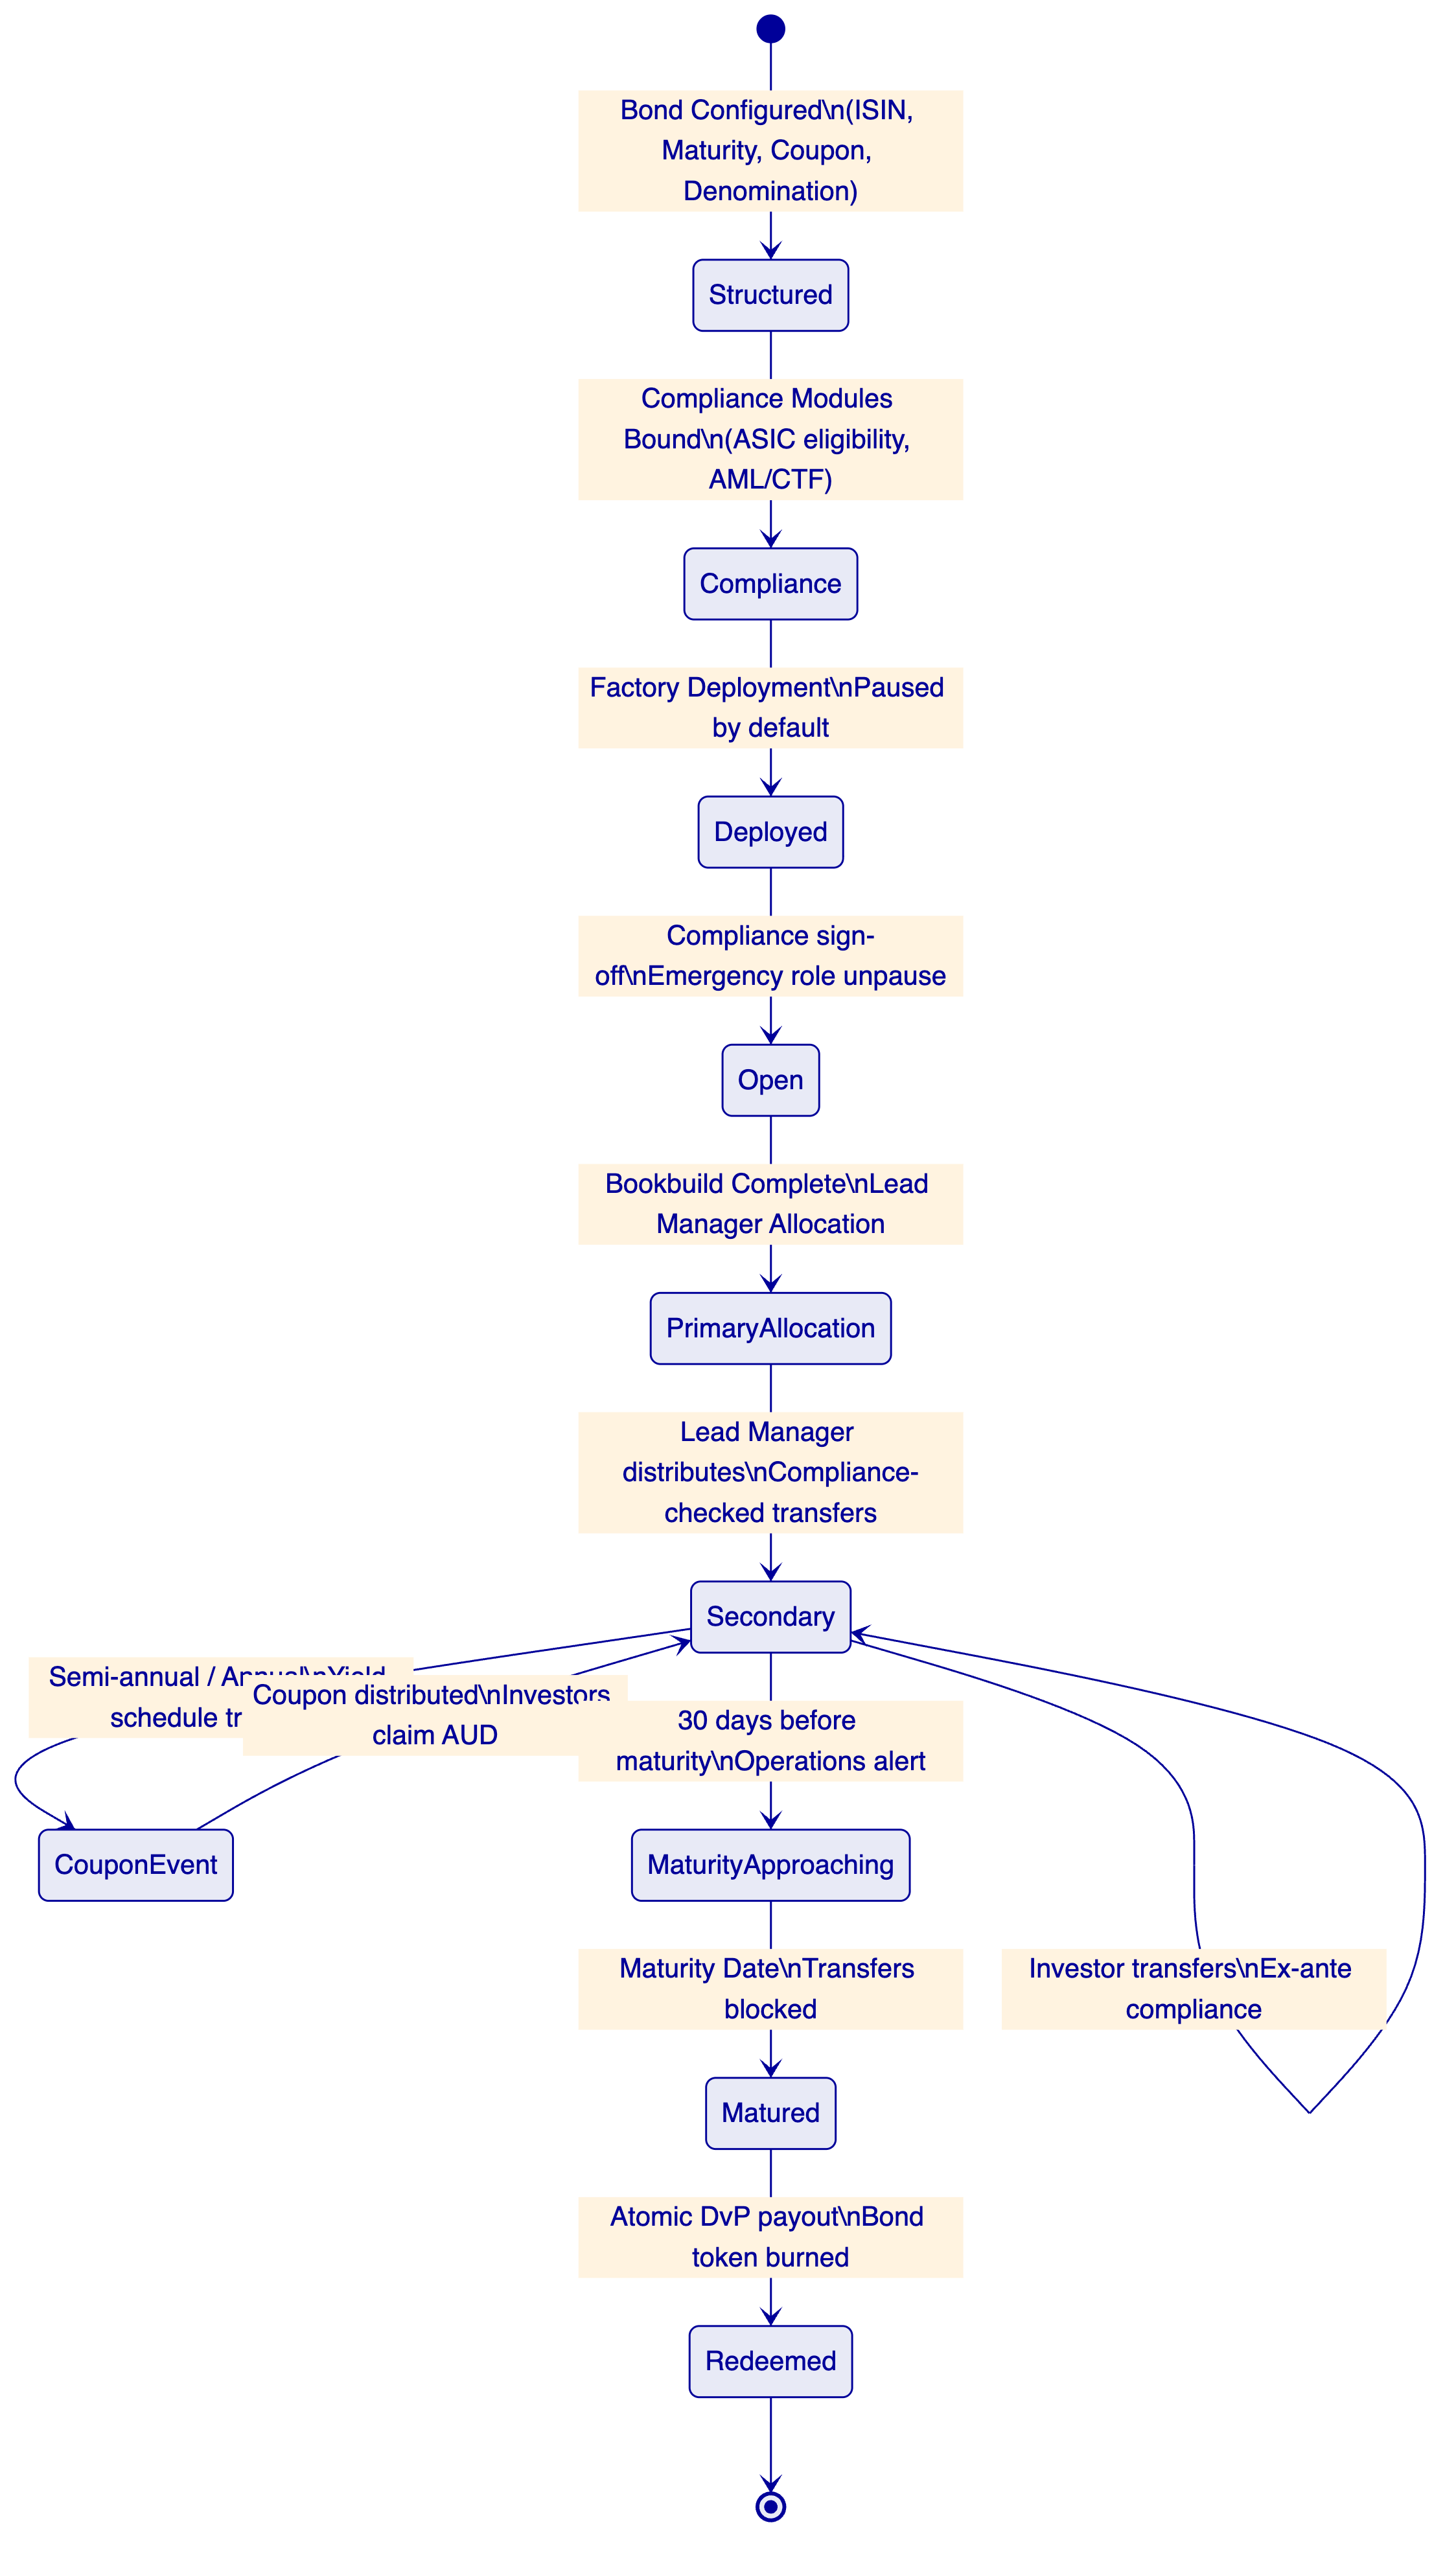 Bond Configured\n(ISIN,
Maturity, Coupon,
Denomination)
Structured
Compliance Modules
Bound\n(ASIC eligibility,
AML/CTF)
Compliance
Factory Deployment\nPaused
by default
Deployed
Compliance sign-
off\nEmergency role unpause
Open
Bookbuild Complete\nLead
Manager Allocation
PrimaryAllocation
Lead Manager
distributes\nCompliance-
checked transfers
Secondary
Semi-annual / Annual\nYield
schedule
Coupon distributed\nInvestors
claim AUD
30 days before
maturity\nOperations alert
CouponEvent
MaturityApproaching
Maturity Date\nTransfers
blocked
Investor transfers\nEx-ante
compliance
Matured
Atomic DvP payout\nBond
token burned
Redeemed